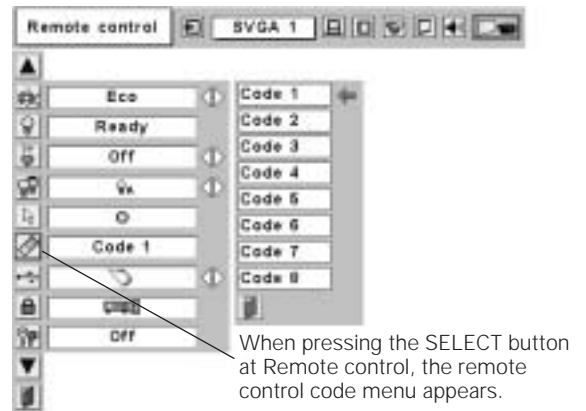 Remote control SVGA 1
Eco Code 1
Ready Code 2
Off Code 3
Code 4
Code 5
Code 6
Code 1 Code 7
Code 8
Off
When pressing the SELECT button
at Remote control, the remote
control code menu appears.